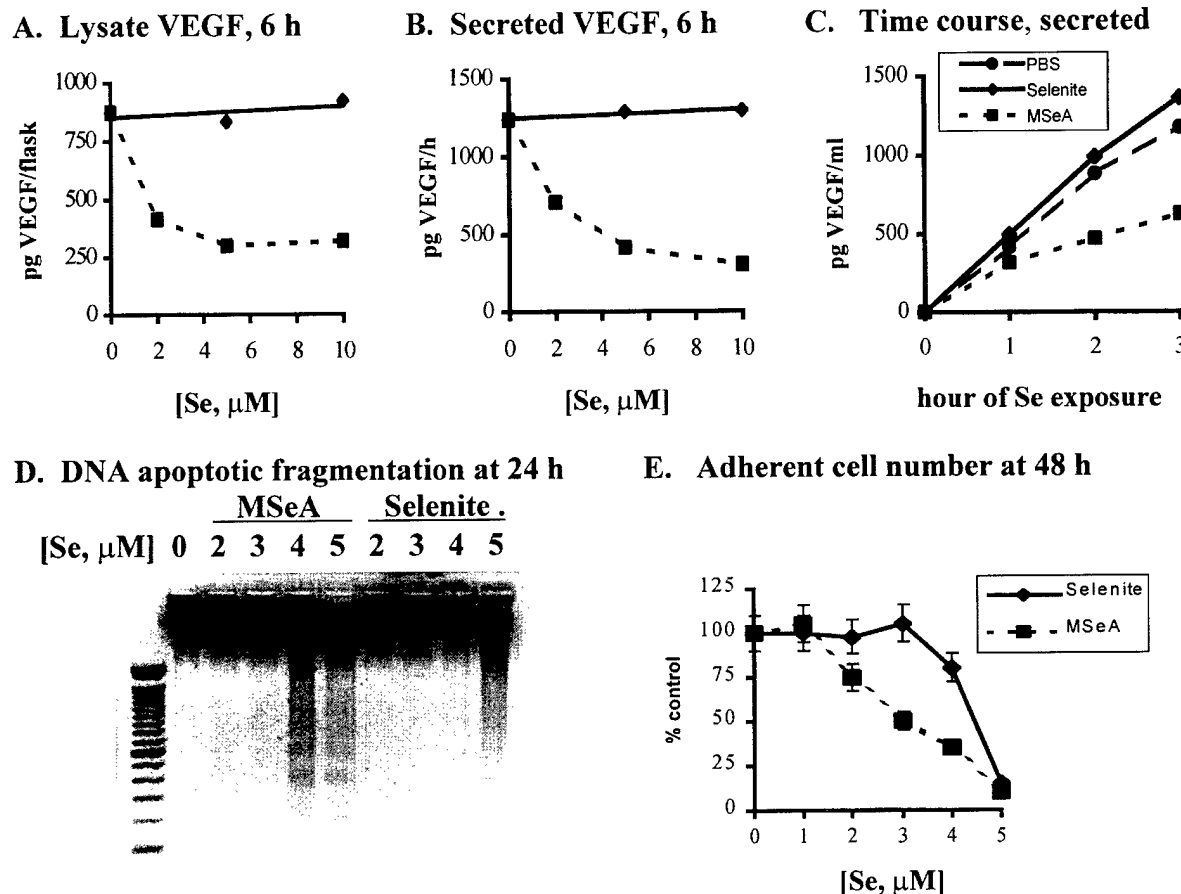 A. Lysate VEGF, 6 h
pg VEGF/flask
1000
750
500
250
0
0 2 4 6 8 10
[Se, μM]
B. Secreted VEGF, 6 h
pg VEGF/h
1500
1000
500
0
0 2 4 6 8 10
[Se, μM]
C. Time course, secreted
PBS
Selenite
MSeA
pg VEGF/ml
1500
1000
500
0
0 1 2 3
hour of Se exposure
D. DNA apoptotic fragmentation at 24 h
MSeA Selenite .
[Se, μM] 0 2 3 4 5 2 3 4 5
E. Adherent cell number at 48 h
Selenite
MSeA
% control
125
100
75
50
25
0
0 1 2 3 4 5
[Se, μM]